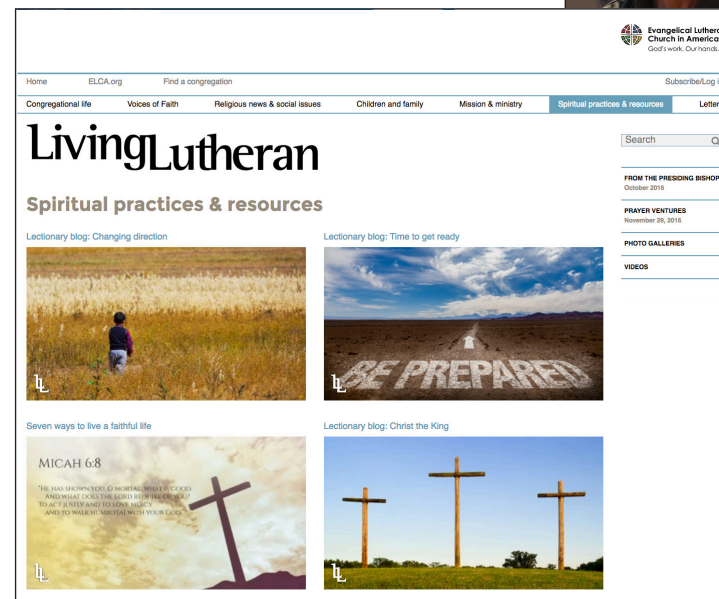 Evangelical Luther
Church in America
God's work. Our hands.
Home ELCA.org Find a congregation Subscribe/Log i
Congregational life Voices of Faith Religious news & social issues Children and family Mission & ministry Spiritual practices & resources Letter
LivingLutheran
Search
Spiritual practices & resources
FROM THE PRESIDING BISHOP
October 2016
PRAYER VENTURES
November 29, 2016
PHOTO GALLERIES
VIDEOS
Lectionary blog: Changing direction
Lectionary blog: Time to get ready
BE PREPARED
LL
LL
Seven ways to live a faithful life
Lectionary blog: Christ the King
MICAH 6:8
"HE HAS SHOWN YOU, O MORTAL, WHAT IS GOOD.
AND WHAT DOES THE LORD REQUIRE OF YOU?
TO ACT JUSTLY AND TO LOVE MERCY
AND TO WALK HUMBLY[A] WITH YOUR GOD."
LL
LL